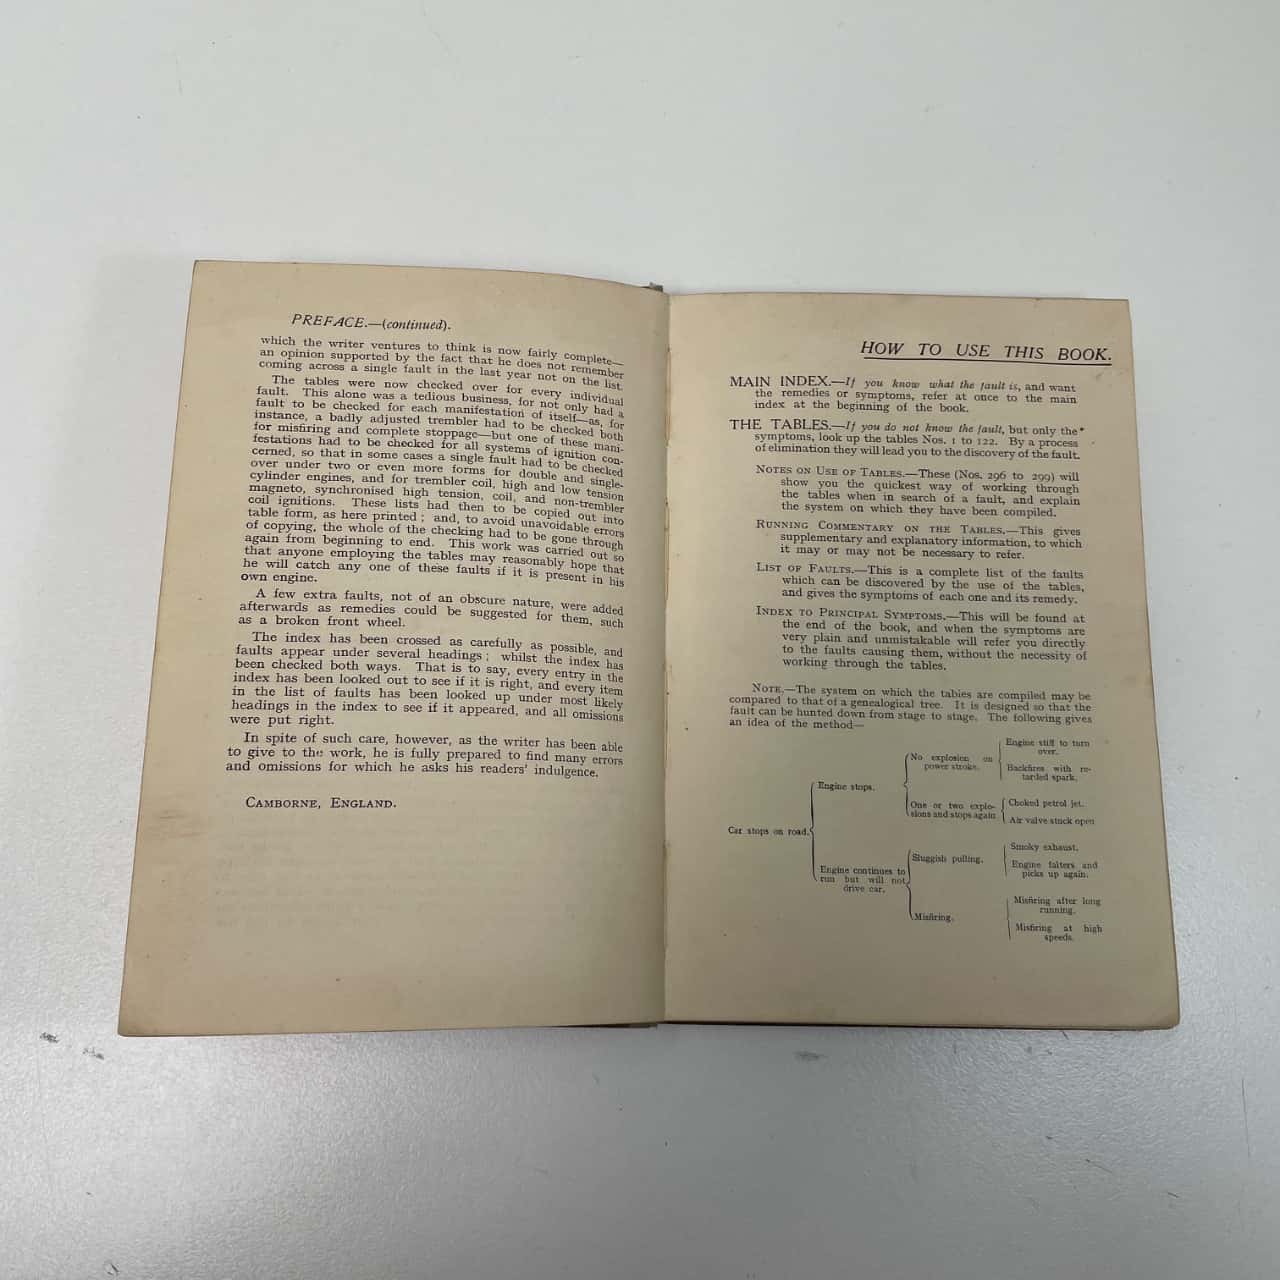 PREFACE.—(continued).
which the writer ventures to think is now fairly complete—
an opinion supported by the fact that he does not remember
coming across a single fault in the last year not on the list.
The tables were now checked over for every individual
fault. This alone was a tedious business, for not only had a
fault to be checked for each manifestation of itself—as, for
instance, a badly adjusted trembler had to be checked both
for misfiring and complete stoppage—but one of these mani-
festations had to be checked for all systems of ignition con-
cerned, so that in some cases a single fault had to be checked
over under two or even more forms for double and single-
cylinder engines, and for trembler coil, high and low tension
magneto, synchronised high tension, coil, and non-trembler
coil ignitions. These lists had then to be copied out into
table form, as here printed; and, to avoid unavoidable errors
of copying, the whole of the checking had to be gone through
again from beginning to end. This work was carried out so
that anyone employing the tables may reasonably hope that
he will catch any one of these faults if it is present in his
own engine.
A few extra faults, not of an obscure nature, were added
afterwards as remedies could be suggested for them, such
as a broken front wheel.
The index has been crossed as carefully as possible, and
faults appear under several headings; whilst the index has
been checked both ways. That is to say, every entry in the
index has been looked out to see if it is right, and every item
in the list of faults has been looked up under most likely
headings in the index to see if it appeared, and all omissions
were put right.
In spite of such care, however, as the writer has been able
to give to the work, he is fully prepared to find many errors
and omissions for which he asks his readers' indulgence.
CAMBORNE, ENGLAND.
HOW TO USE THIS BOOK.
MAIN INDEX.—If you know what the fault is, and want
the remedies or symptoms, refer at once to the main
index at the beginning of the book.
THE TABLES.—If you do not know the fault, but only the
symptoms, look up the tables Nos. 1 to 122. By a process
of elimination they will lead you to the discovery of the fault.
NOTES ON USE OF TABLES.—These (Nos. 296 to 299) will
show you the quickest way of working through
the tables when in search of a fault, and explain
the system on which they have been compiled.
RUNNING COMMENTARY ON THE TABLES.—This gives
supplementary and explanatory information, to which
it may or may not be necessary to refer.
LIST OF FAULTS.—This is a complete list of the faults
which can be discovered by the use of the tables,
and gives the symptoms of each one and its remedy.
INDEX TO PRINCIPAL SYMPTOMS.—This will be found at
the end of the book, and when the symptoms are
very plain and unmistakable will refer you directly
to the faults causing them, without the necessity of
working through the tables.
NOTE.—The system on which the tables are compiled may be
compared to that of a genealogical tree. It is designed so that the
fault can be hunted down from stage to stage. The following gives
an idea of the method—
Car stops on road.
Engine stops.
No explosion on
power stroke.
Engine stiff to turn
over.
Backfires with re-
tarded spark.
One or two explo-
sions and stops again
Choked petrol jet.
Air valve stuck open
Engine continues to
run but will not
drive car.
Sluggish pulling.
Smoky exhaust.
Engine falters and
picks up again.
Misfiring.
Misfiring after long
running.
Misfiring at high
speeds.